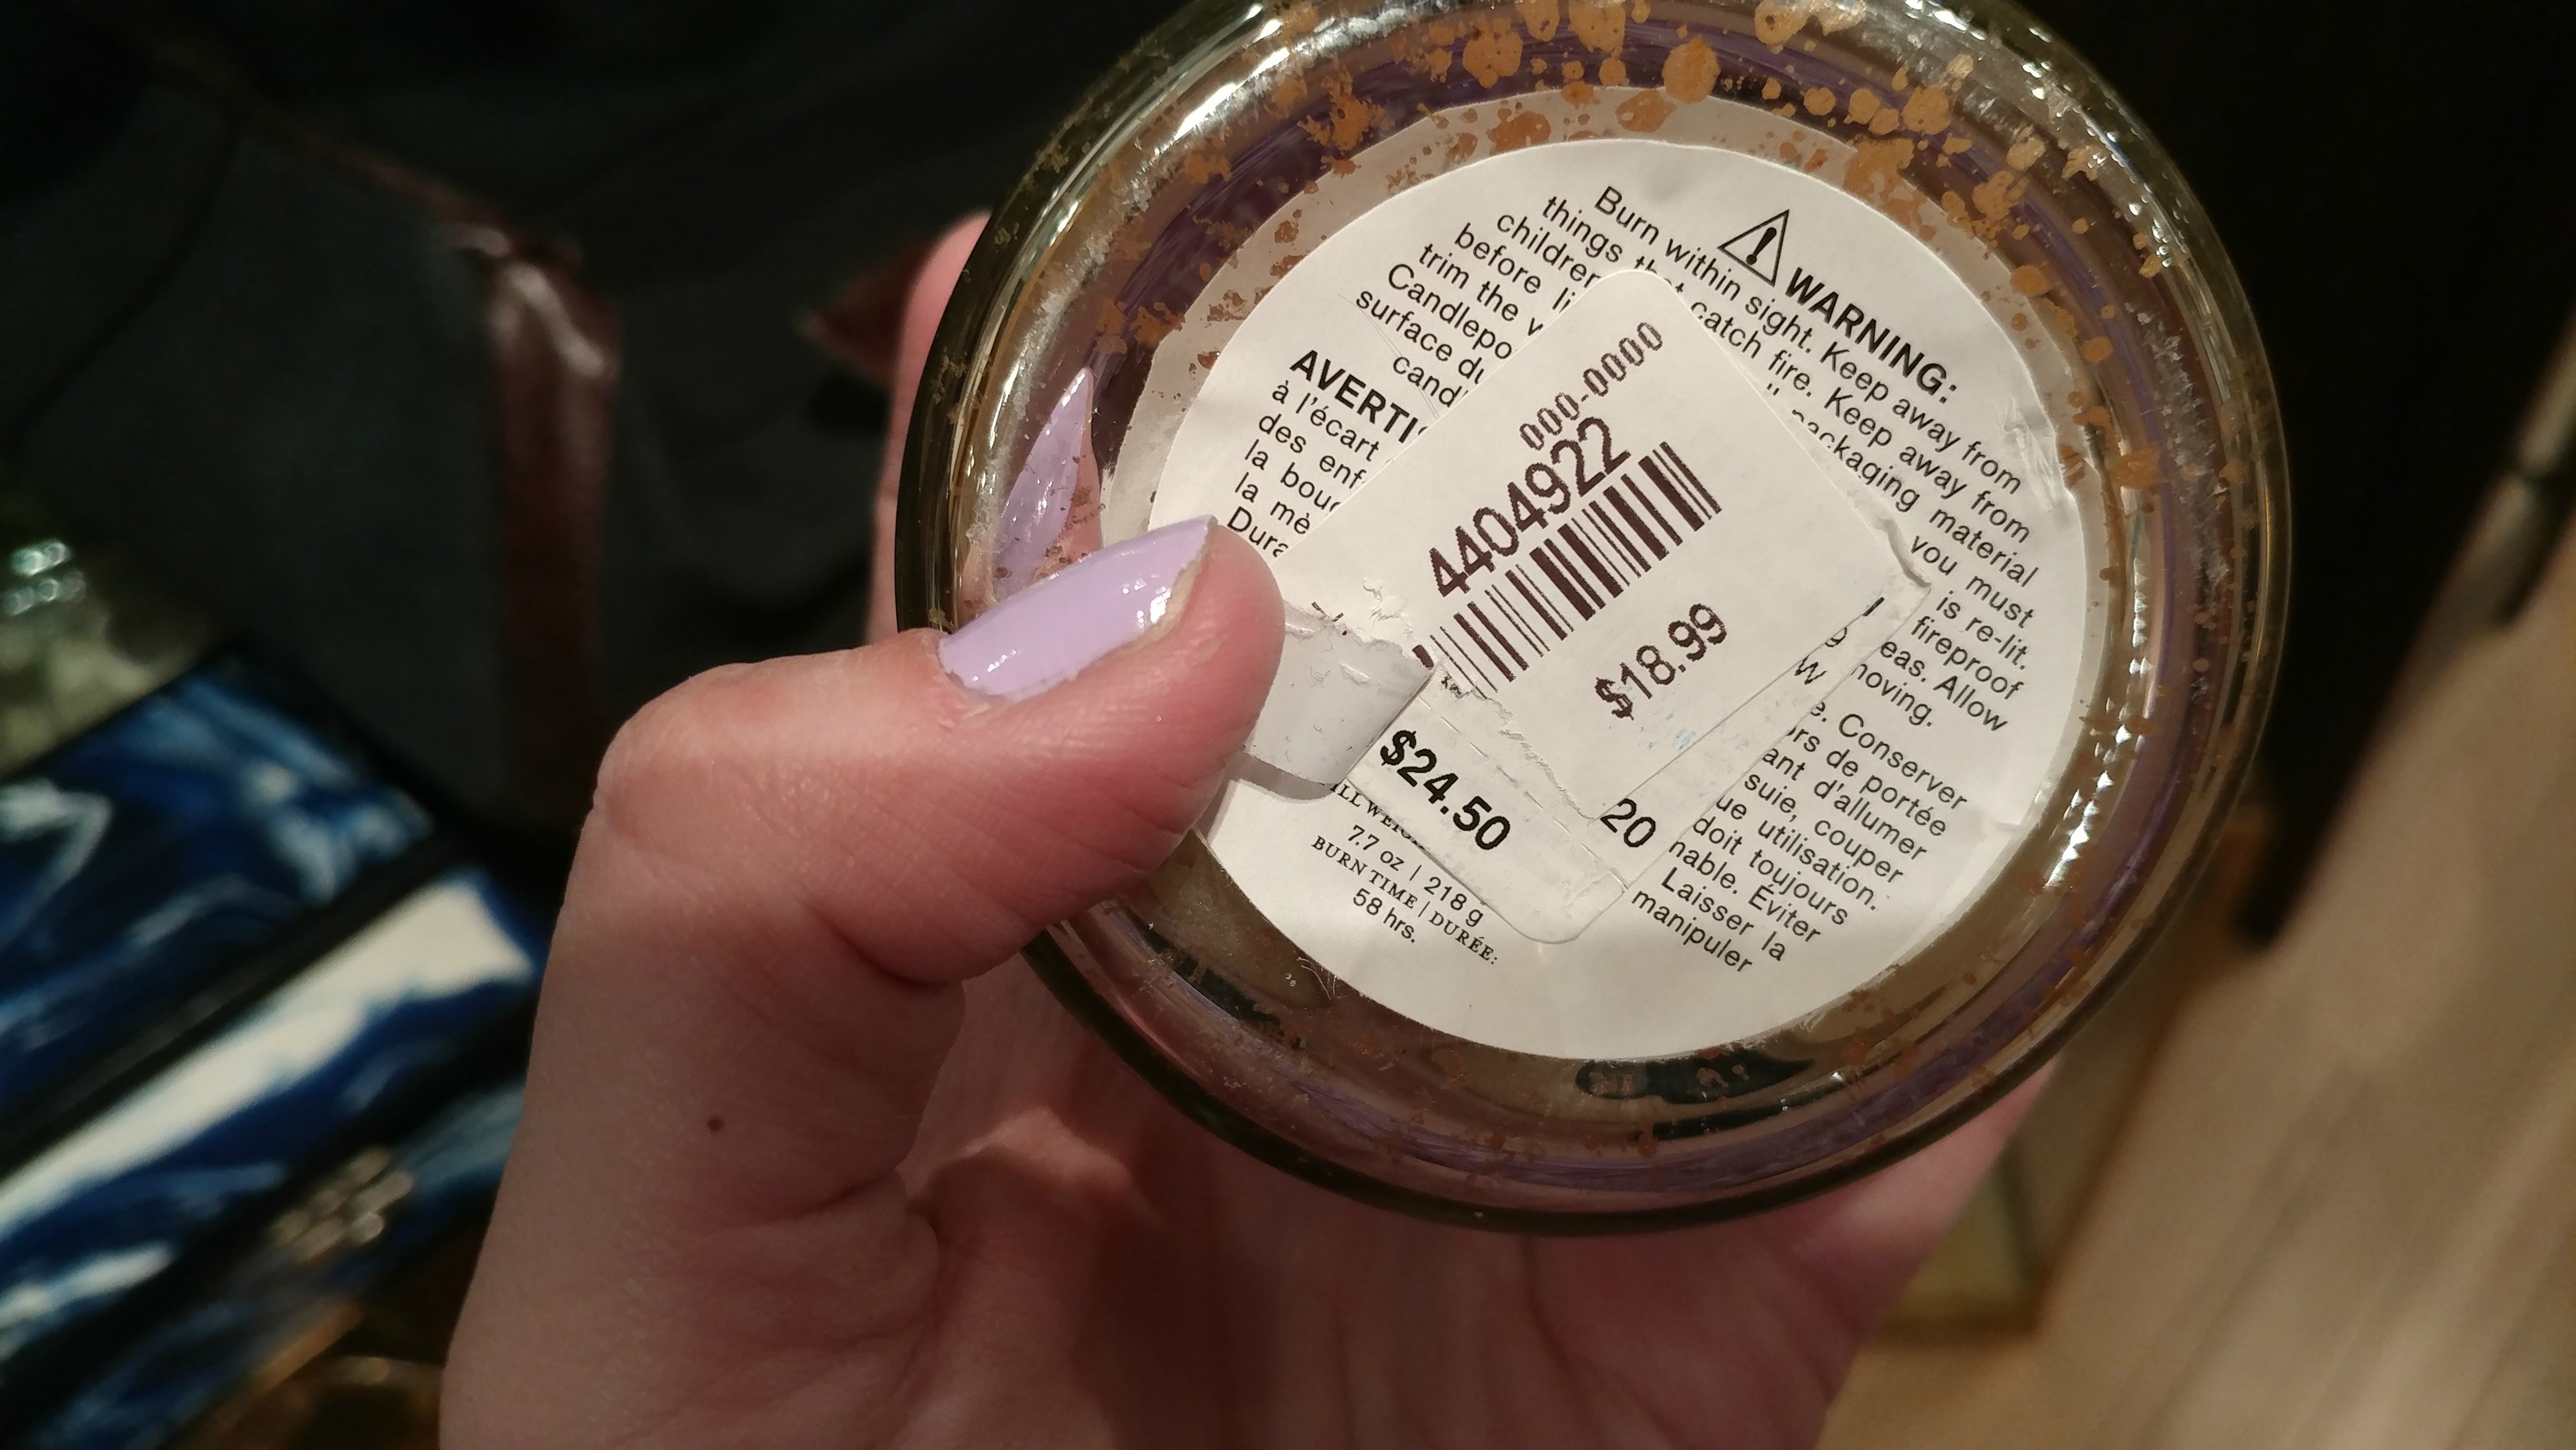 WARNING:
Burn within sight. Keep away from
things that catch fire. Keep away from
children packaging material
before you must
trim the is re-lit.
Candlepo fireproof
surface du eas. Allow
cand moving.
AVERTI e. Conserver
à l'écart ors de portée
des enf ant d'allumer
la boug suie, couper
la mè ue utilisation.
Dura doit toujours
nable. Éviter
Laisser la
manipuler
000-0000
4404922
$18.99
$24.50
20
7.7 oz | 218 g
BURN TIME | DURÉE:
58 hrs.